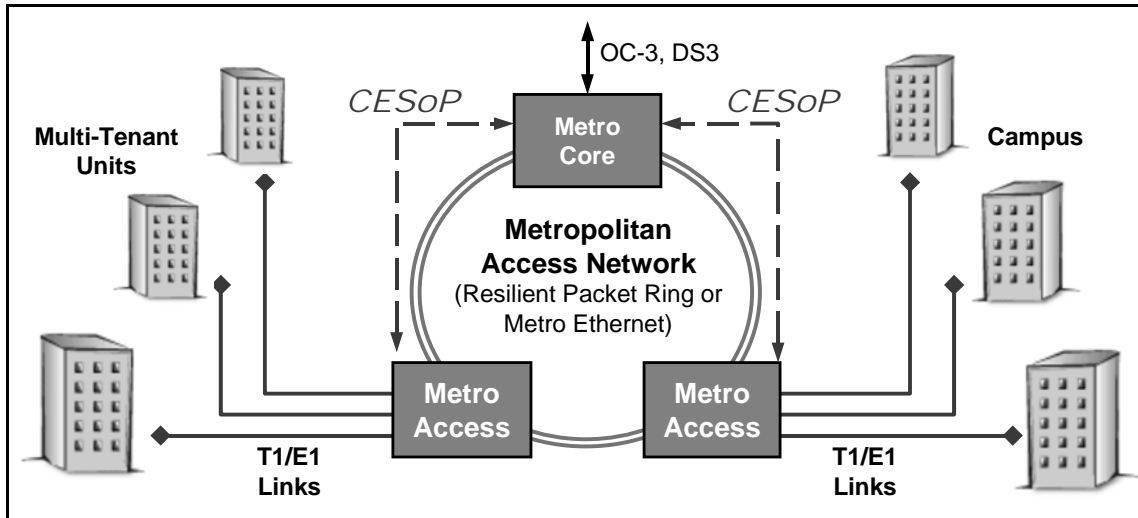 OC-3, DS3
CESoP
CESoP
Metro
Core
Multi-Tenant
Units
Campus
Metropolitan
Access Network
(Resilient Packet Ring or
Metro Ethernet)
Metro
Access
Metro
Access
T1/E1
Links
T1/E1
Links